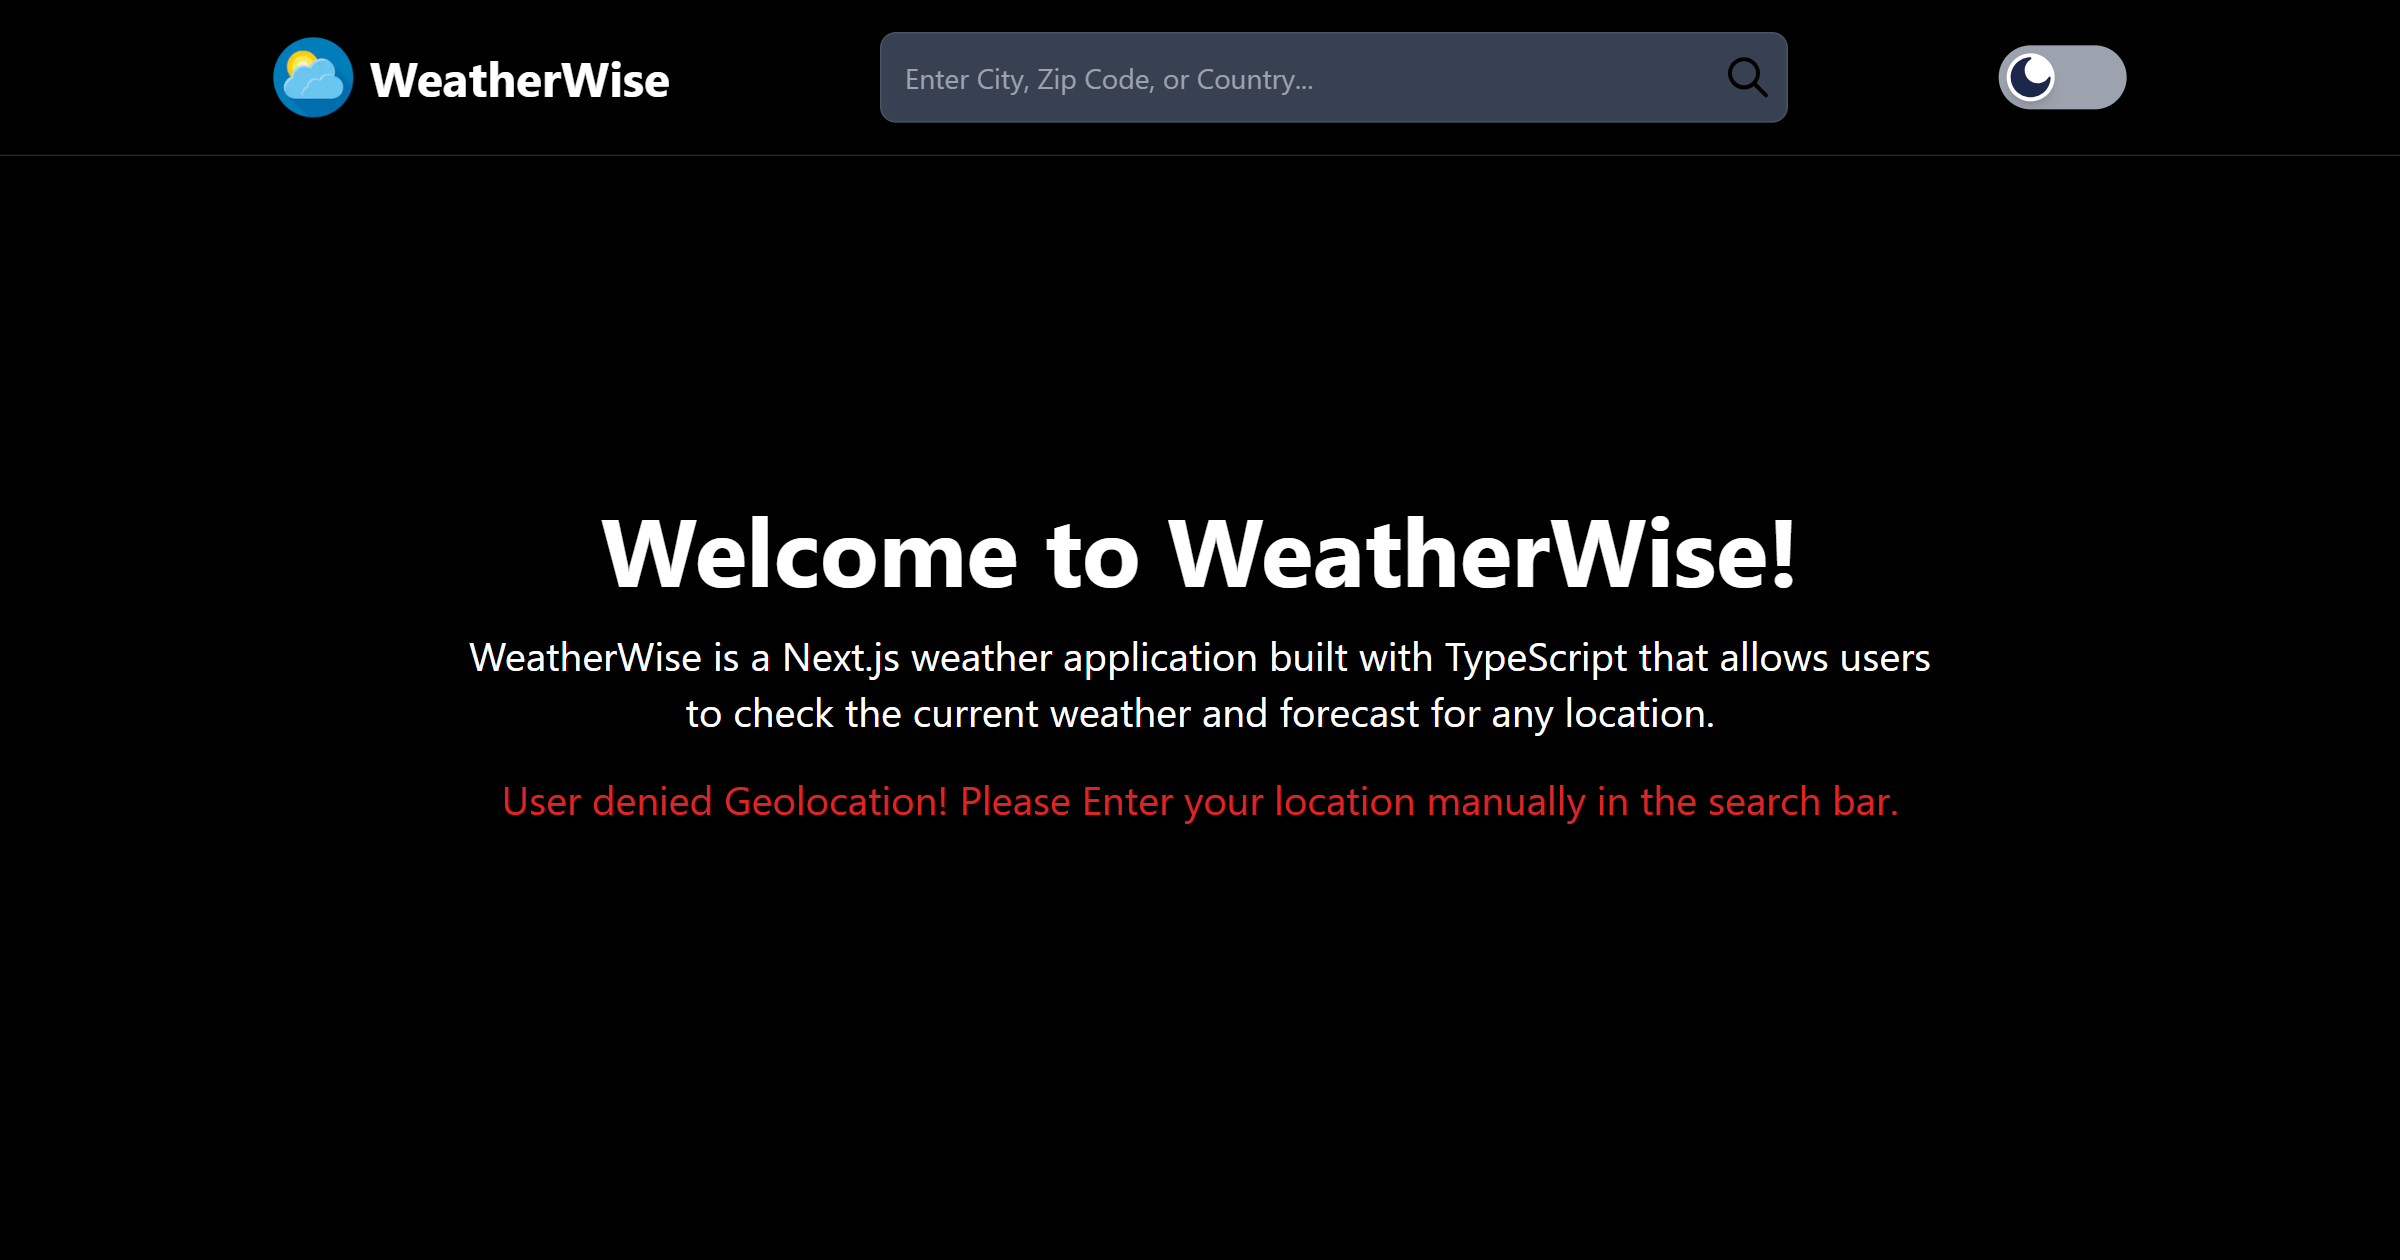 WeatherWise
Enter City, Zip Code, or Country...
Welcome to WeatherWise!
WeatherWise is a Next.js weather application built with TypeScript that allows users
to check the current weather and forecast for any location.
User denied Geolocation! Please Enter your location manually in the search bar.